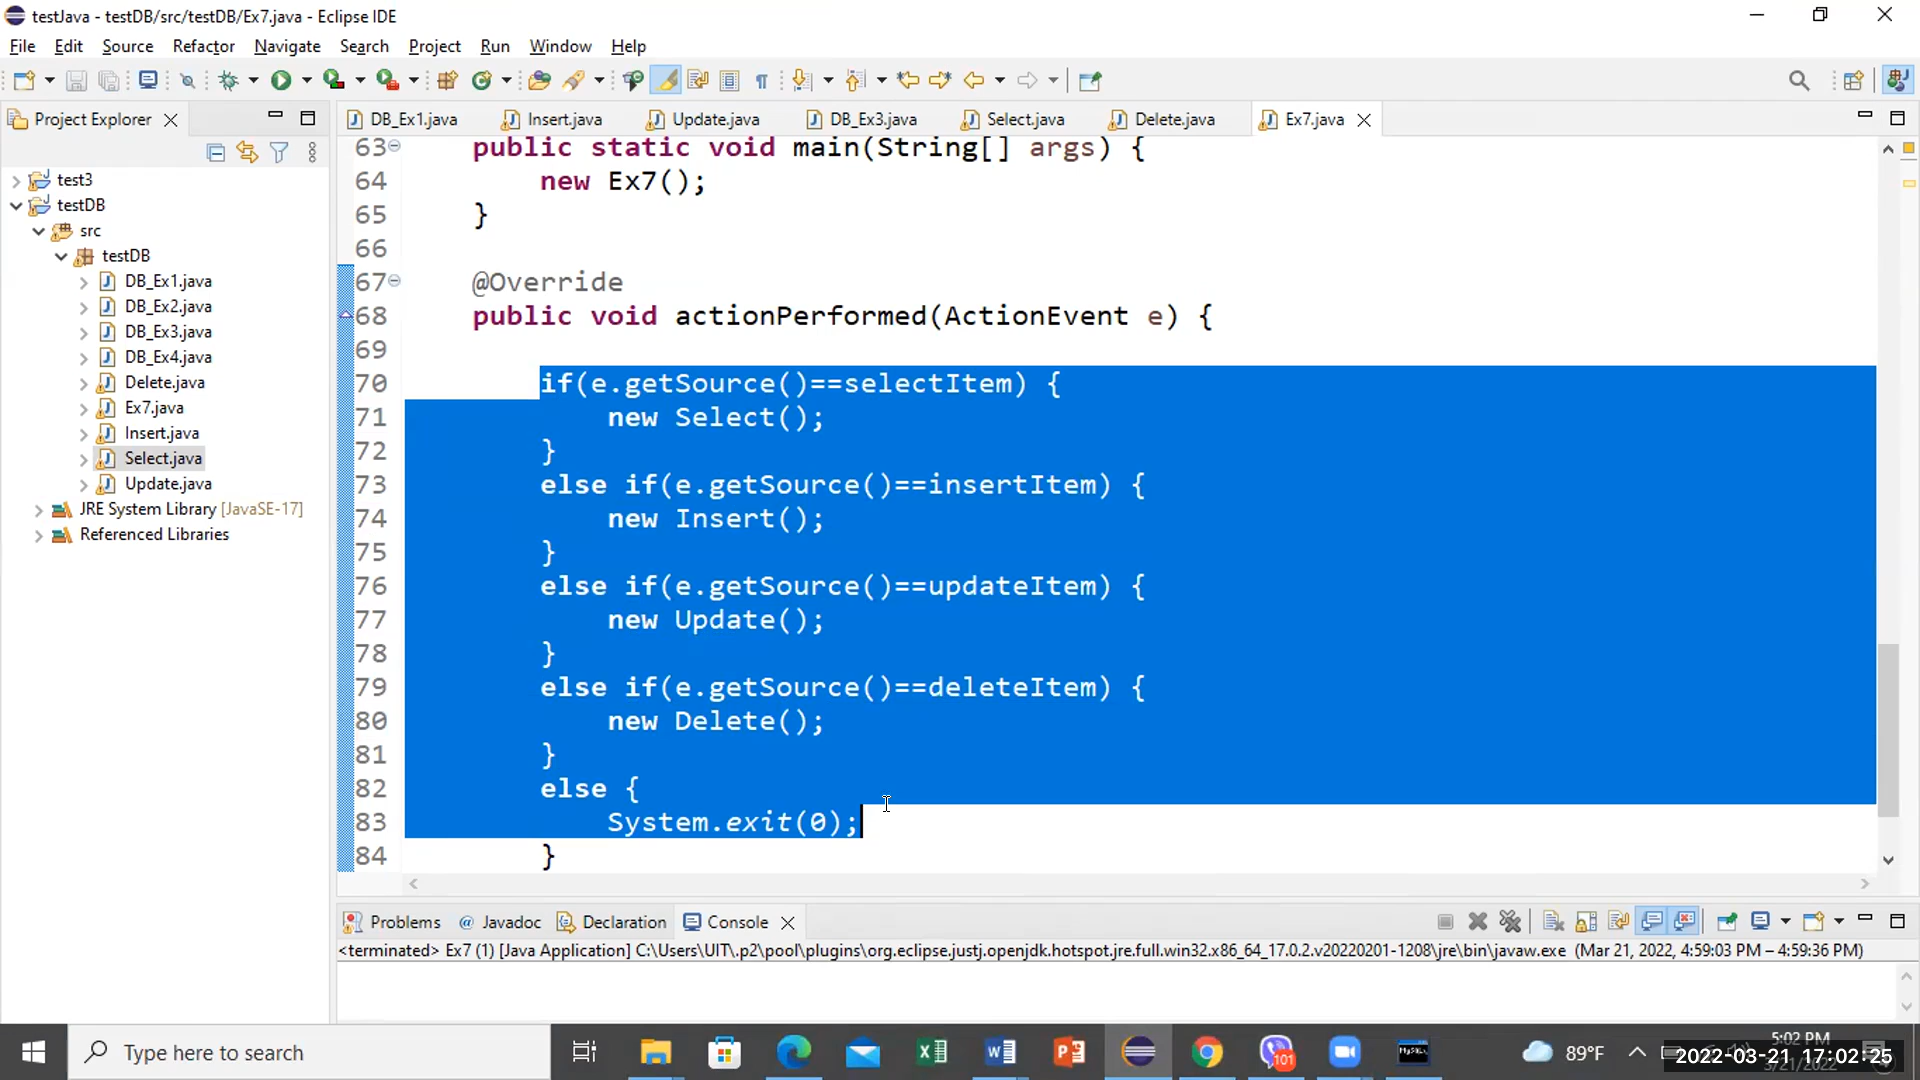 testJava - testDB/src/testDB/Ex7.java - Eclipse IDE
File Edit Source Refactor Navigate Search Project Run Window Help
Project Explorer
DB_Ex1.java Insert.java Update.java DB_Ex3.java Select.java Delete.java Ex7.java
test3
testDB
src
testDB
DB_Ex1.java
DB_Ex2.java
DB_Ex3.java
DB_Ex4.java
Delete.java
Ex7.java
Insert.java
Select.java
Update.java
JRE System Library [JavaSE-17]
Referenced Libraries
63 public static void main(String[] args) {
64 new Ex7();
65 }
66
67 @Override
68 public void actionPerformed(ActionEvent e) {
69
70 if(e.getSource()==selectItem) {
71 new Select();
72 }
73 else if(e.getSource()==insertItem) {
74 new Insert();
75 }
76 else if(e.getSource()==updateItem) {
77 new Update();
78 }
79 else if(e.getSource()==deleteItem) {
80 new Delete();
81 }
82 else {
83 System.exit(0);
84 }
Problems @ Javadoc Declaration Console
<terminated> Ex7 (1) [Java Application] C:\Users\UIT\.p2\pool\plugins\org.eclipse.justj.openjdk.hotspot.jre.full.win32.x86_64_17.0.2.v20220201-1208\jre\bin\javaw.exe (Mar 21, 2022, 4:59:03 PM – 4:59:36 PM)
Type here to search
101
89°F
5:02 PM
3/21/2022
2022-03-21 17:02:25